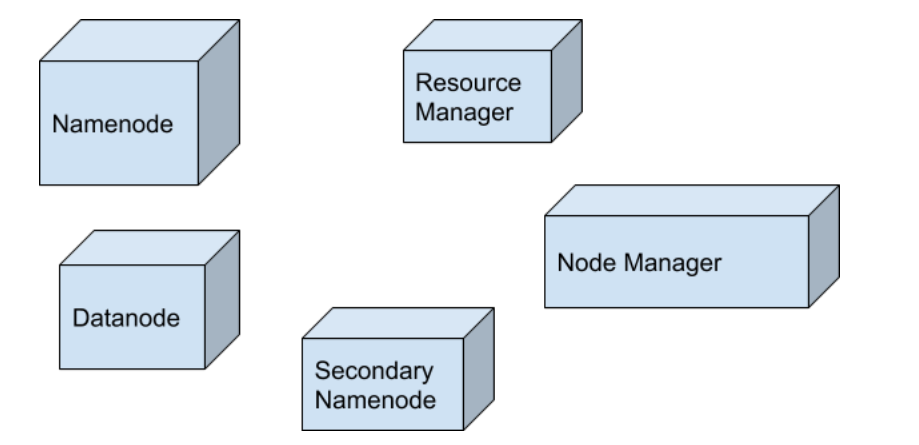 Namenode
Resource
Manager
Node Manager
Datanode
Secondary
Namenode